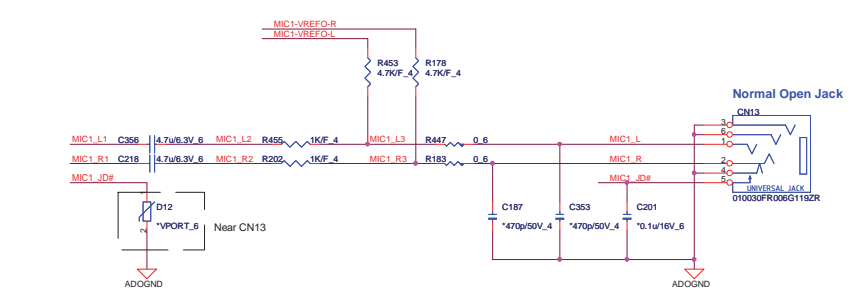 MIC1-VREFO-R
MIC1-VREFO-L
R453
4.7K/F_4
R178
4.7K/F_4
Normal Open Jack
CN13
MIC1_L1
C356
4.7u/6.3V_6
MIC1_L2
R455
1K/F_4
MIC1_L3
R447
0_6
MIC1_L
3
6
1
MIC1_R1
C218
4.7u/6.3V_6
MIC1_R2
R202
1K/F_4
MIC1_R3
R183
0_6
MIC1_R
2
4
5
MIC1_JD#
MIC1_JD#
UNIVERSAL_JACK
010030FR006G119ZR
1
D12
*VPORT_6
2
Near CN13
C187
*470p/50V_4
C353
*470p/50V_4
C201
*0.1u/16V_6
ADOGND
ADOGND